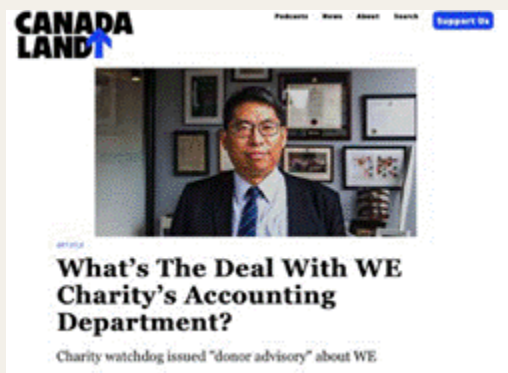 CANADA
LAND
Podcasts News About Search Support Us
ARTICLE
What's The Deal With WE
Charity's Accounting
Department?
Charity watchdog issued "donor advisory" about WE